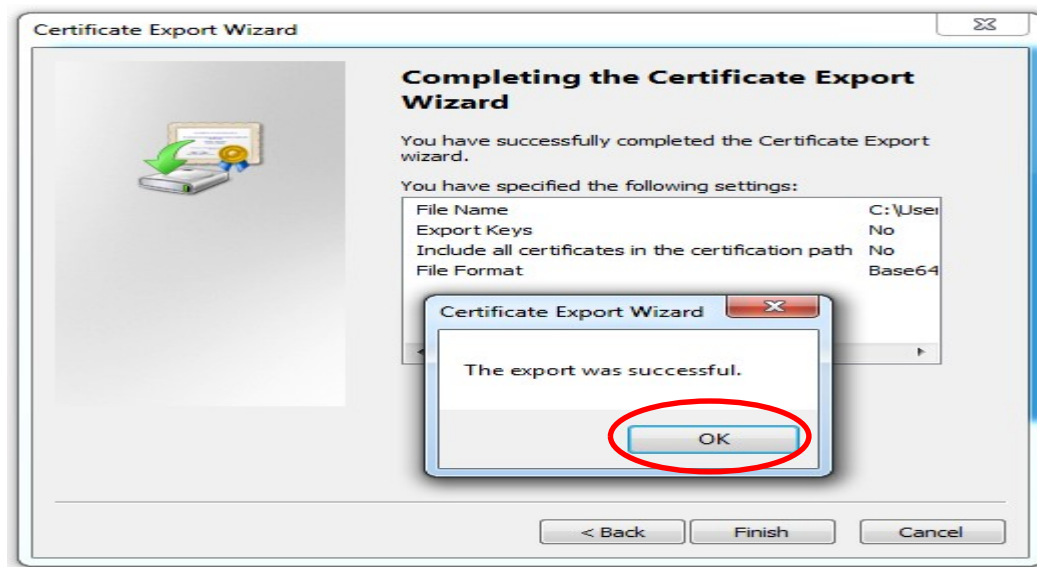 Certificate Export Wizard
Completing the Certificate Export
Wizard
You have successfully completed the Certificate Export
wizard.
You have specified the following settings:
File Name C:\User
Export Keys No
Include all certificates in the certification path No
File Format Base64
Certificate Export Wizard
The export was successful.
OK
< Back Finish Cancel